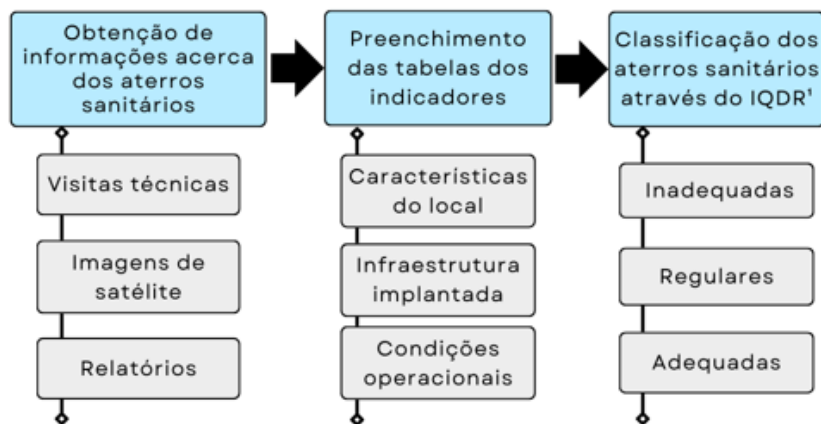 Obtenção de
informações acerca
dos aterros
sanitários
Visitas técnicas
Imagens de
satélite
Relatórios
Preenchimento
das tabelas dos
indicadores
Características
do local
Infraestrutura
implantada
Condições
operacionais
Classificação dos
aterros sanitários
através do IQDR¹
Inadequadas
Regulares
Adequadas